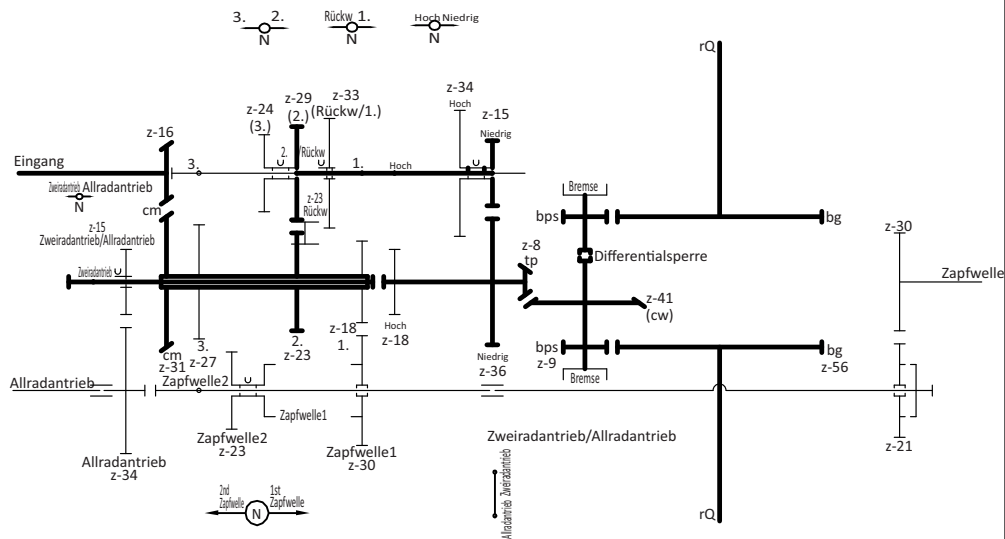 3. 2.
N
Rückw 1.
N
Hoch Niedrig
N
rQ
z-34
Hoch
z-33
(Rückw/1.)
z-29
(2.)
z-24
(3.)
z-15
Niedrig
z-16
2. /Rückw
Eingang
3.
1.
Hoch
Zweiradantrieb Allradantrieb
N
cm
z-23
Rückw
Bremse
bps
bg
z-15
Zweiradantrieb/Allradantrieb
z-30
z-8
tp
Differentialsperre
Zweiradantrieb
Zapfwelle
z-41
(cw)
z-18
1.
Hoch
z-18
2.
z-23
3.
z-27
cm
z-31
Niedrig
z-36
bps
z-9
bg
z-56
Bremse
Allradantrieb
Zapfwelle2
Zapfwelle1
Zapfwelle2
z-23
Zapfwelle1
z-30
Zweiradantrieb/Allradantrieb
z-21
Allradantrieb
z-34
Allradantrieb Zweiradantrieb
2nd
Zapfwelle
N
1st
Zapfwelle
rQ